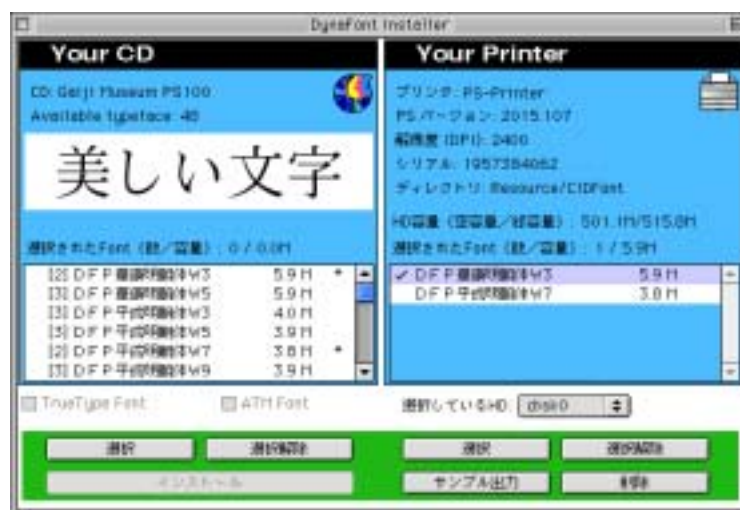 DynaFont Installer
Your CD
CD: Gaiji Museum PS100
Available typeface: 48
美しい文字
選択されたFont (数／容量) : 0 / 0.0M
[2] DFP華康明朝体W3 5.9M *
[3] DFP華康明朝体W5 5.9M
[3] DFP平成明朝体W3 4.0M
[3] DFP平成明朝体W5 3.9M
[2] DFP平成明朝体W7 3.8M *
[3] DFP平成明朝体W9 3.9M
TrueType Font
ATM Font
選択
選択解除
インストール
Your Printer
プリンタ: PS-Printer
PSバージョン: 2015.107
解像度 (DPI): 2400
シリアル: 1957384062
ディレクトリ: Resource/CIDFont
HD容量 (空容量／総容量) : 501.1M/515.8M
選択されたFont (数／容量) : 1 / 5.9M
✓ DFP華康明朝体W3 5.9M
DFP平成明朝体W7 3.8M
選択しているHD: disk0
選択
選択解除
サンプル出力
削除